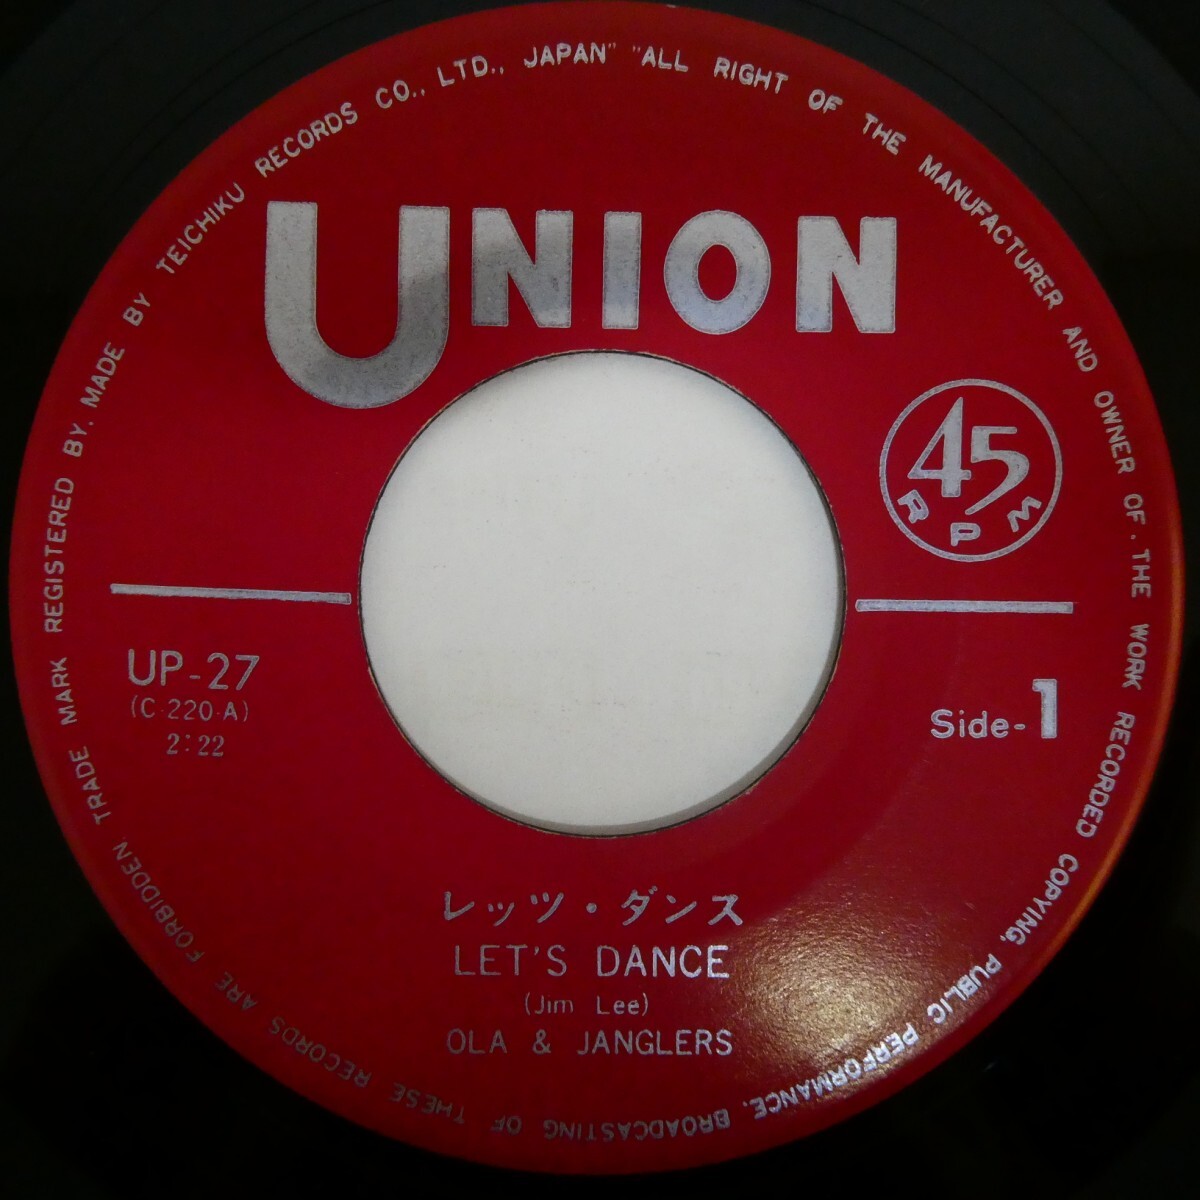 TRADE MARK REGISTERED BY. MADE BY TEICHIKU RECORDS CO., LTD., JAPAN" "ALL RIGHT OF THE MANUFACTURER AND OWNER OF. THE WORK RECORDED COPYING, PUBLIC PERFORMANCE. BROADCASTING OF THESE RECORDS ARE FORBIDDEN.
UNION
45
RPM
UP-27
(C-220-A)
2:22
Side-1
レッツ・ダンス
LET'S DANCE
(Jim Lee)
OLA & JANGLERS